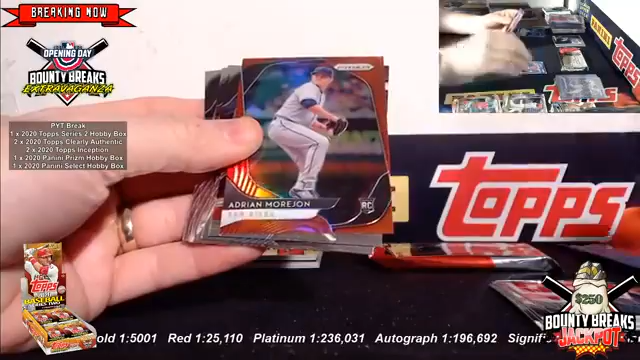 BREAKING NOW
OPENING DAY
BOUNTY BREAKS
EXTRAVAGANZA
PYT Break
1 x 2020 Topps Series 2 Hobby Box
2 x 2020 Topps Clearly Authentic
2 x 2020 Topps Inception
1 x 2020 Panini Prizm Hobby Box
1 x 2020 Panini Select Hobby Box
PRIZM
ADRIAN MOREJON
RC
TOPPS
PANINI
TOPPS
BASEBALL
$250
BOUNTY BREAKS
JACKPOT
old 1:5001 Red 1:25,110 Platinum 1:236,031 Autograph 1:196,692 Signif